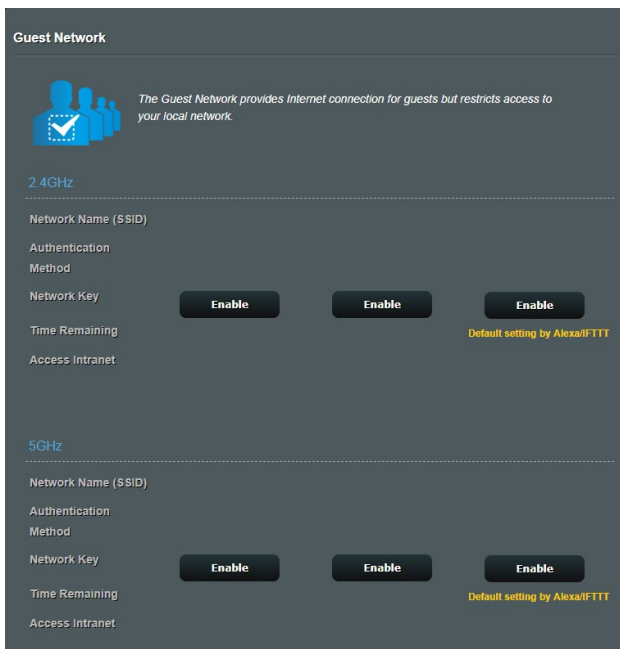 Guest Network
The Guest Network provides Internet connection for guests but restricts access to
your local network.
2.4GHz
Network Name (SSID)
Authentication
Method
Network Key
Enable
Enable
Enable
Time Remaining
Default setting by Alexa/IFTTT
Access Intranet
5GHz
Network Name (SSID)
Authentication
Method
Network Key
Enable
Enable
Enable
Time Remaining
Default setting by Alexa/IFTTT
Access Intranet